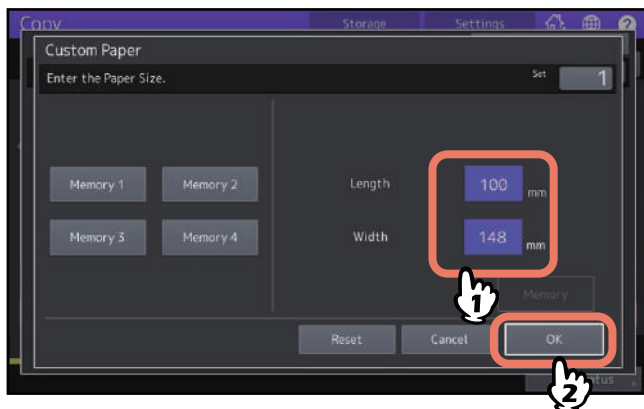 Copy Storage Settings
Custom Paper
Enter the Paper Size. Set 1
Memory 1 Memory 2 Length 100 mm
Memory 3 Memory 4 Width 148 mm
1
Memory
Reset Cancel OK
2